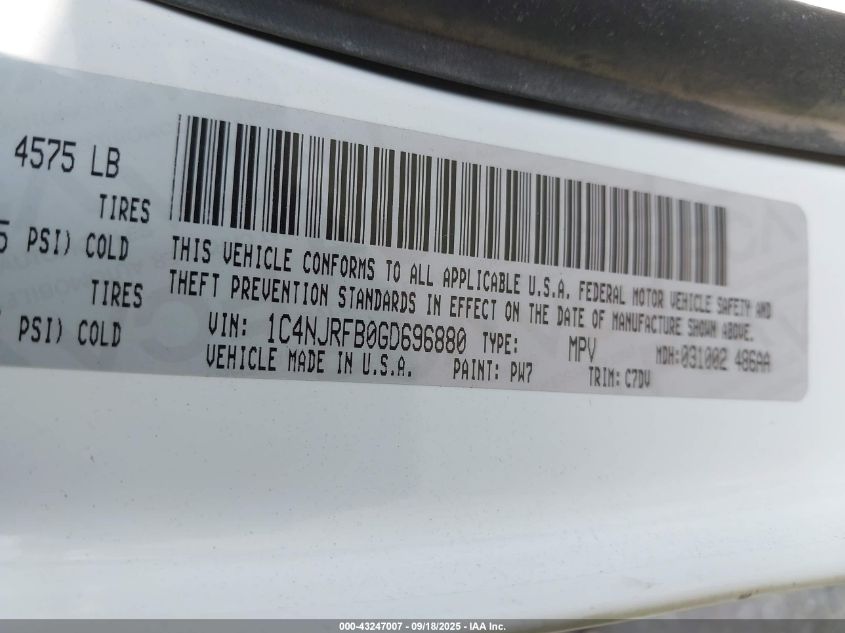 4575 LB
TIRES
5 PSI) COLD
TIRES
PSI) COLD
THIS VEHICLE CONFORMS TO ALL APPLICABLE U.S.A. FEDERAL MOTOR VEHICLE SAFETY AND
THEFT PREVENTION STANDARDS IN EFFECT ON THE DATE OF MANUFACTURE SHOWN ABOVE.
VIN: 1C4NJRFB0GD696880 TYPE: MPV MDH:031002 486AA
VEHICLE MADE IN U.S.A. PAINT: PW7 TRIM: C7DV
000-43247007 - 09/18/2025 - IAA Inc.